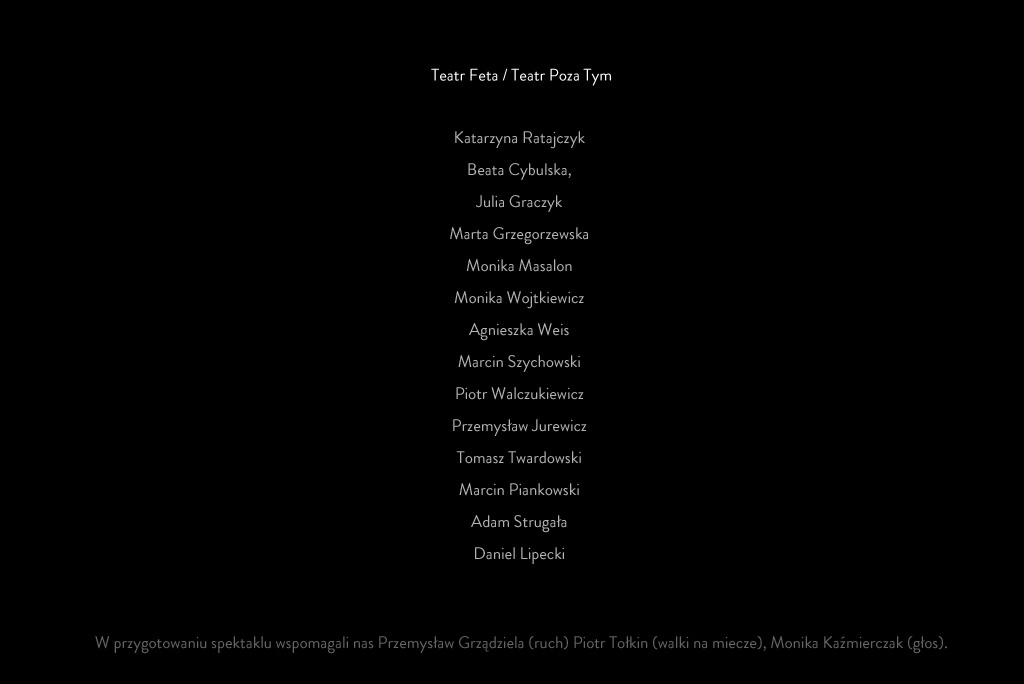 Teatr Feta / Teatr Poza Tym
Katarzyna Ratajczyk
Beata Cybulska,
Julia Graczyk
Marta Grzegorzewska
Monika Masalon
Monika Wojtkiewicz
Agnieszka Weis
Marcin Szychowski
Piotr Walczukiewicz
Przemysław Jurewicz
Tomasz Twardowski
Marcin Piankowski
Adam Strugała
Daniel Lipecki
W przygotowaniu spektaklu wspomagali nas Przemysław Grządziela (ruch) Piotr Tołkin (walki na miecze), Monika Kaźmierczak (głos).